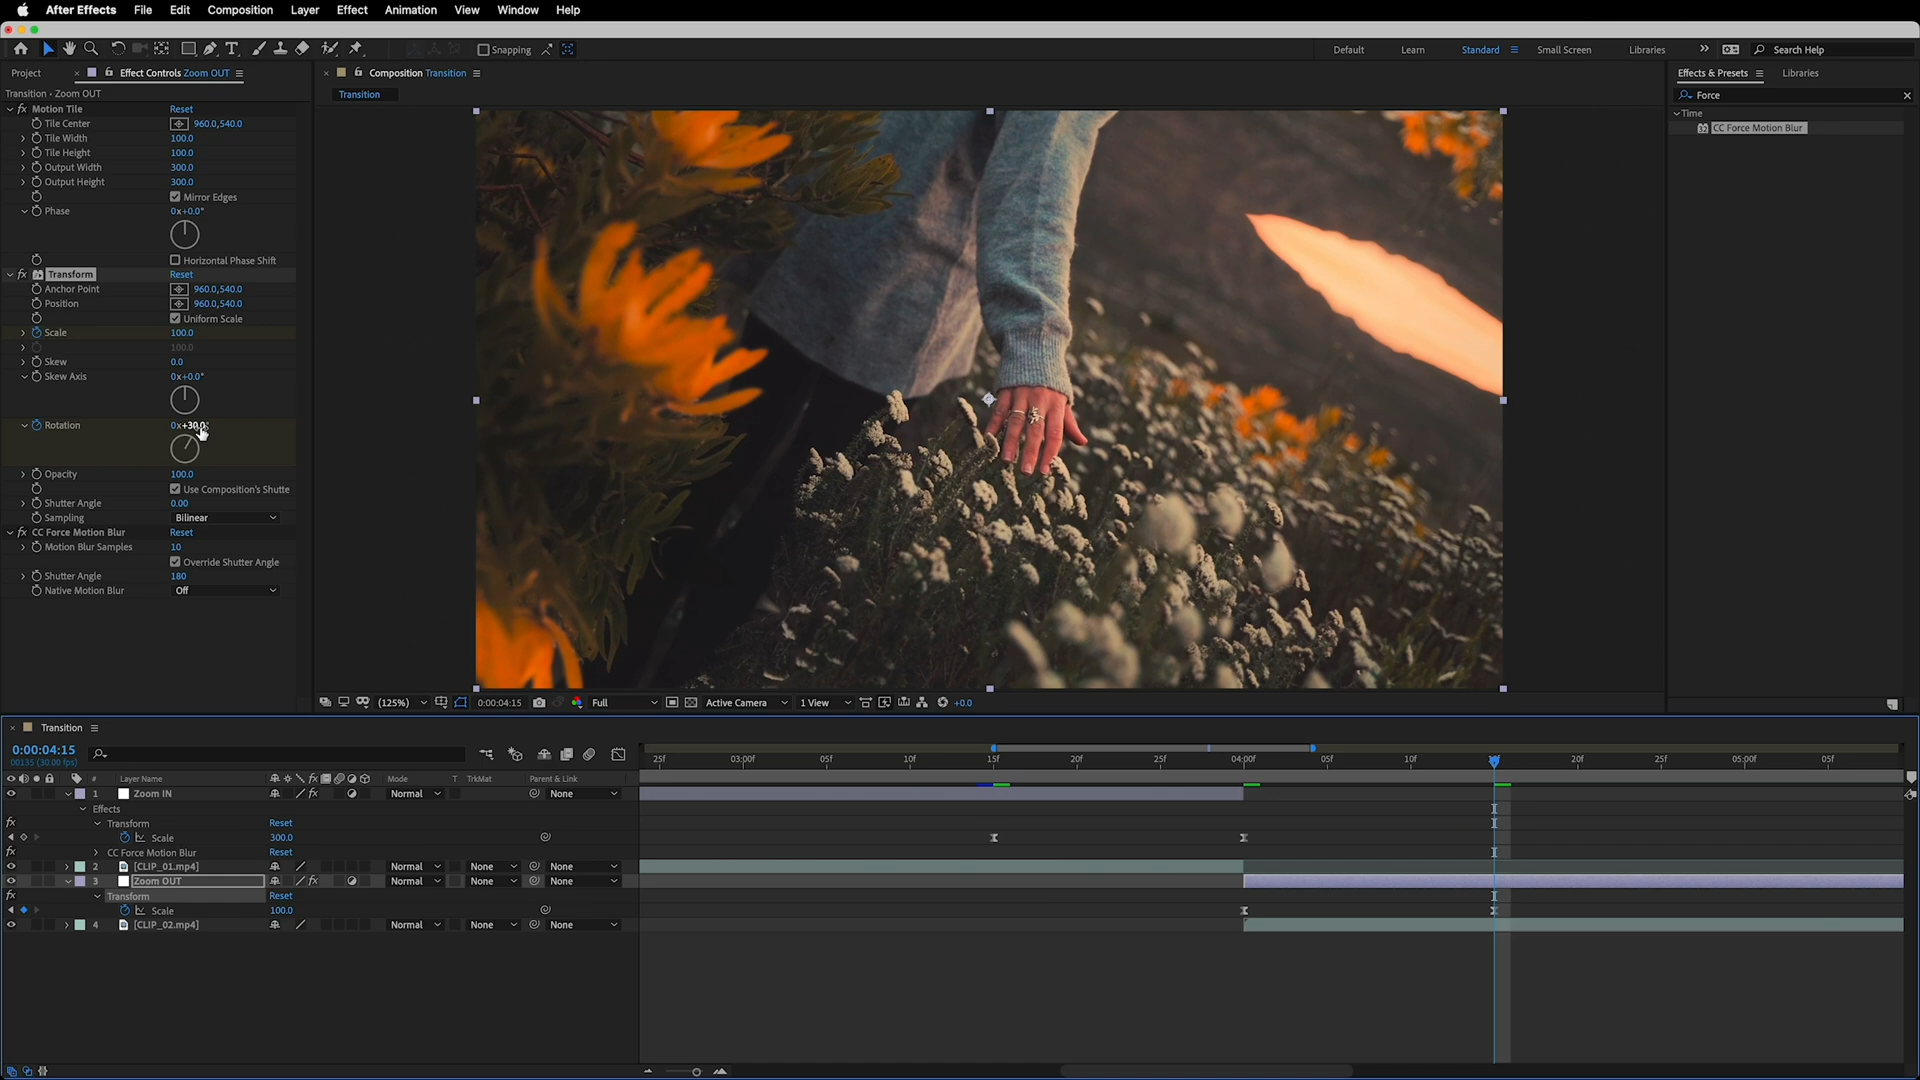 After Effects File Edit Composition Layer Effect Animation View Window Help
Snapping Default Learn Standard Small Screen Libraries Search Help
Project Effect Controls Zoom OUT Composition Transition Effects & Presets Libraries
Transition • Zoom OUT
Transition
Force
Time
CC Force Motion Blur
Motion Tile Reset
Tile Center 960.0,540.0
Tile Width 100.0
Tile Height 100.0
Output Width 300.0
Output Height 300.0
Mirror Edges
Phase 0x+0.0°
Horizontal Phase Shift
Transform Reset
Anchor Point 960.0,540.0
Position 960.0,540.0
Uniform Scale
Scale 100.0
100.0
Skew 0.0
Skew Axis 0x+0.0°
Rotation 0x+30.0°
Opacity 100.0
Use Composition's Shutte
Shutter Angle 0.00
Sampling Bilinear
CC Force Motion Blur Reset
Motion Blur Samples 10
Override Shutter Angle
Shutter Angle 180
Native Motion Blur Off
(125%) 0:00:04:15 Full Active Camera 1 View +0.0
Transition
0:00:04:15
00135 (30.00 fps)
25f 03:00f 05f 10f 15f 20f 25f 04:00f 05f 10f 20f 25f 05:00f 05f
# Layer Name Mode T TrkMat Parent & Link
1 Zoom IN Normal None
Effects
Transform Reset
Scale 300.0
CC Force Motion Blur Reset
2 [CLIP_01.mp4] Normal None None
3 Zoom OUT Normal None None
Transform Reset
Scale 100.0
4 [CLIP_02.mp4] Normal None None